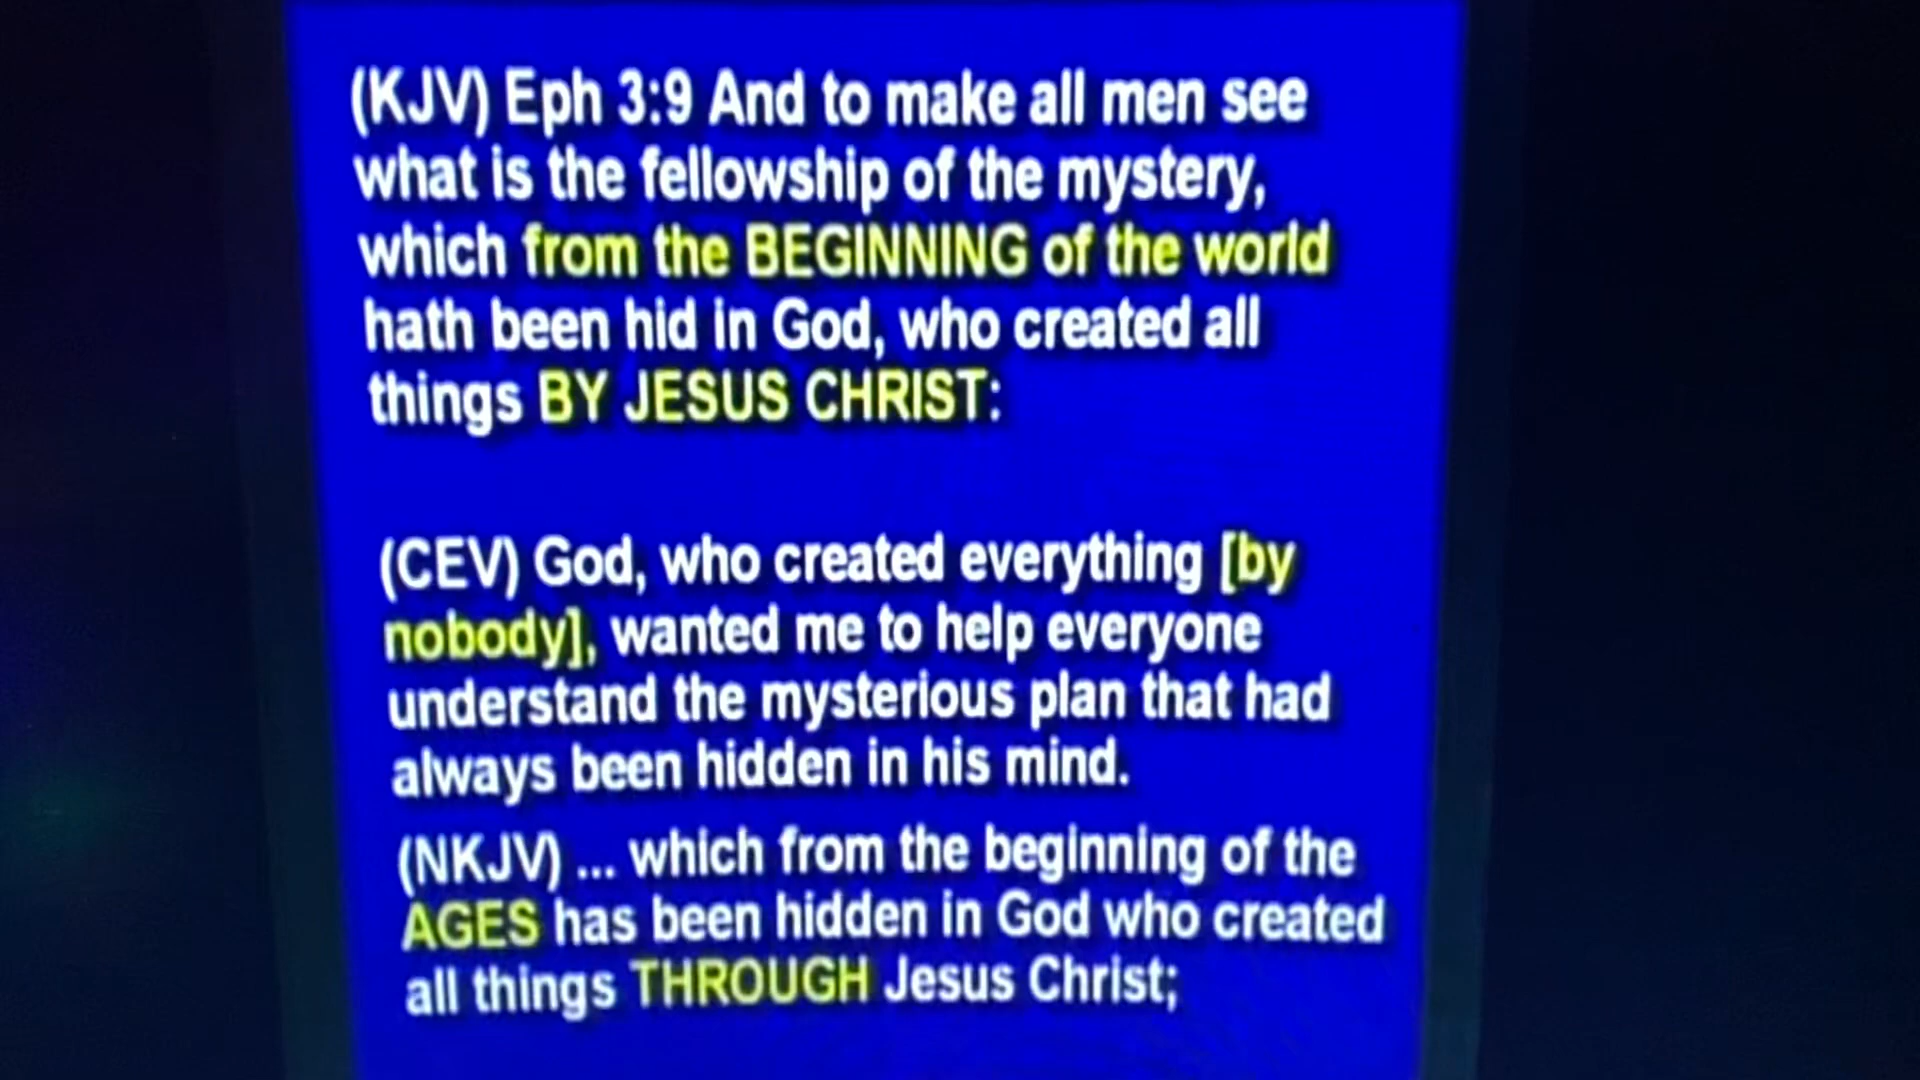 (KJV) Eph 3:9 And to make all men see
what is the fellowship of the mystery,
which from the BEGINNING of the world
hath been hid in God, who created all
things BY JESUS CHRIST:
(CEV) God, who created everything [by
nobody], wanted me to help everyone
understand the mysterious plan that had
always been hidden in his mind.
(NKJV) ... which from the beginning of the
AGES has been hidden in God who created
all things THROUGH Jesus Christ;